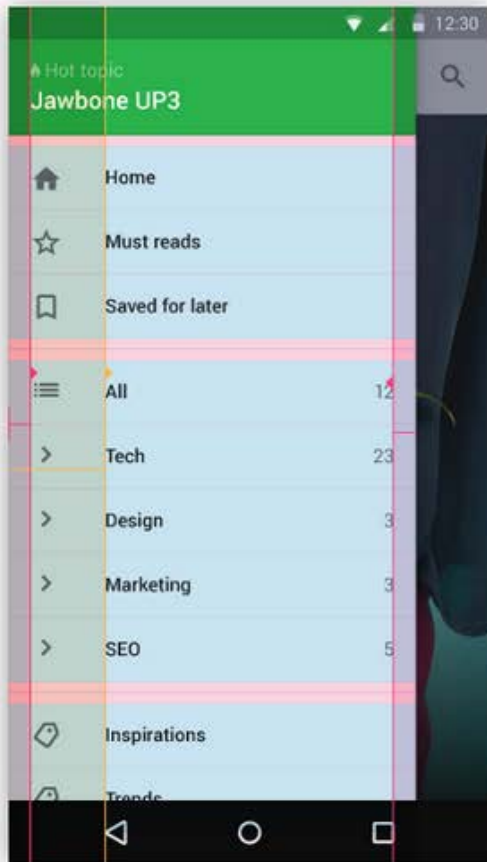 12:30
Hot topic
Jawbone UP3
Home
Must reads
Saved for later
All 12
Tech 23
Design 3
Marketing 3
SEO 5
Inspirations
Trends